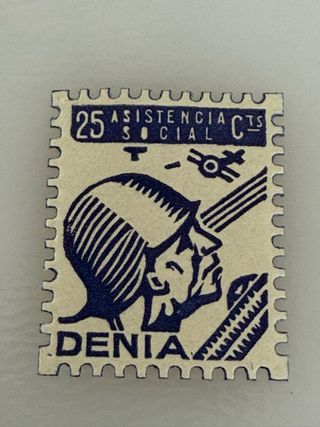 25 ASISTENCIA SOCIAL Cts
DENIA